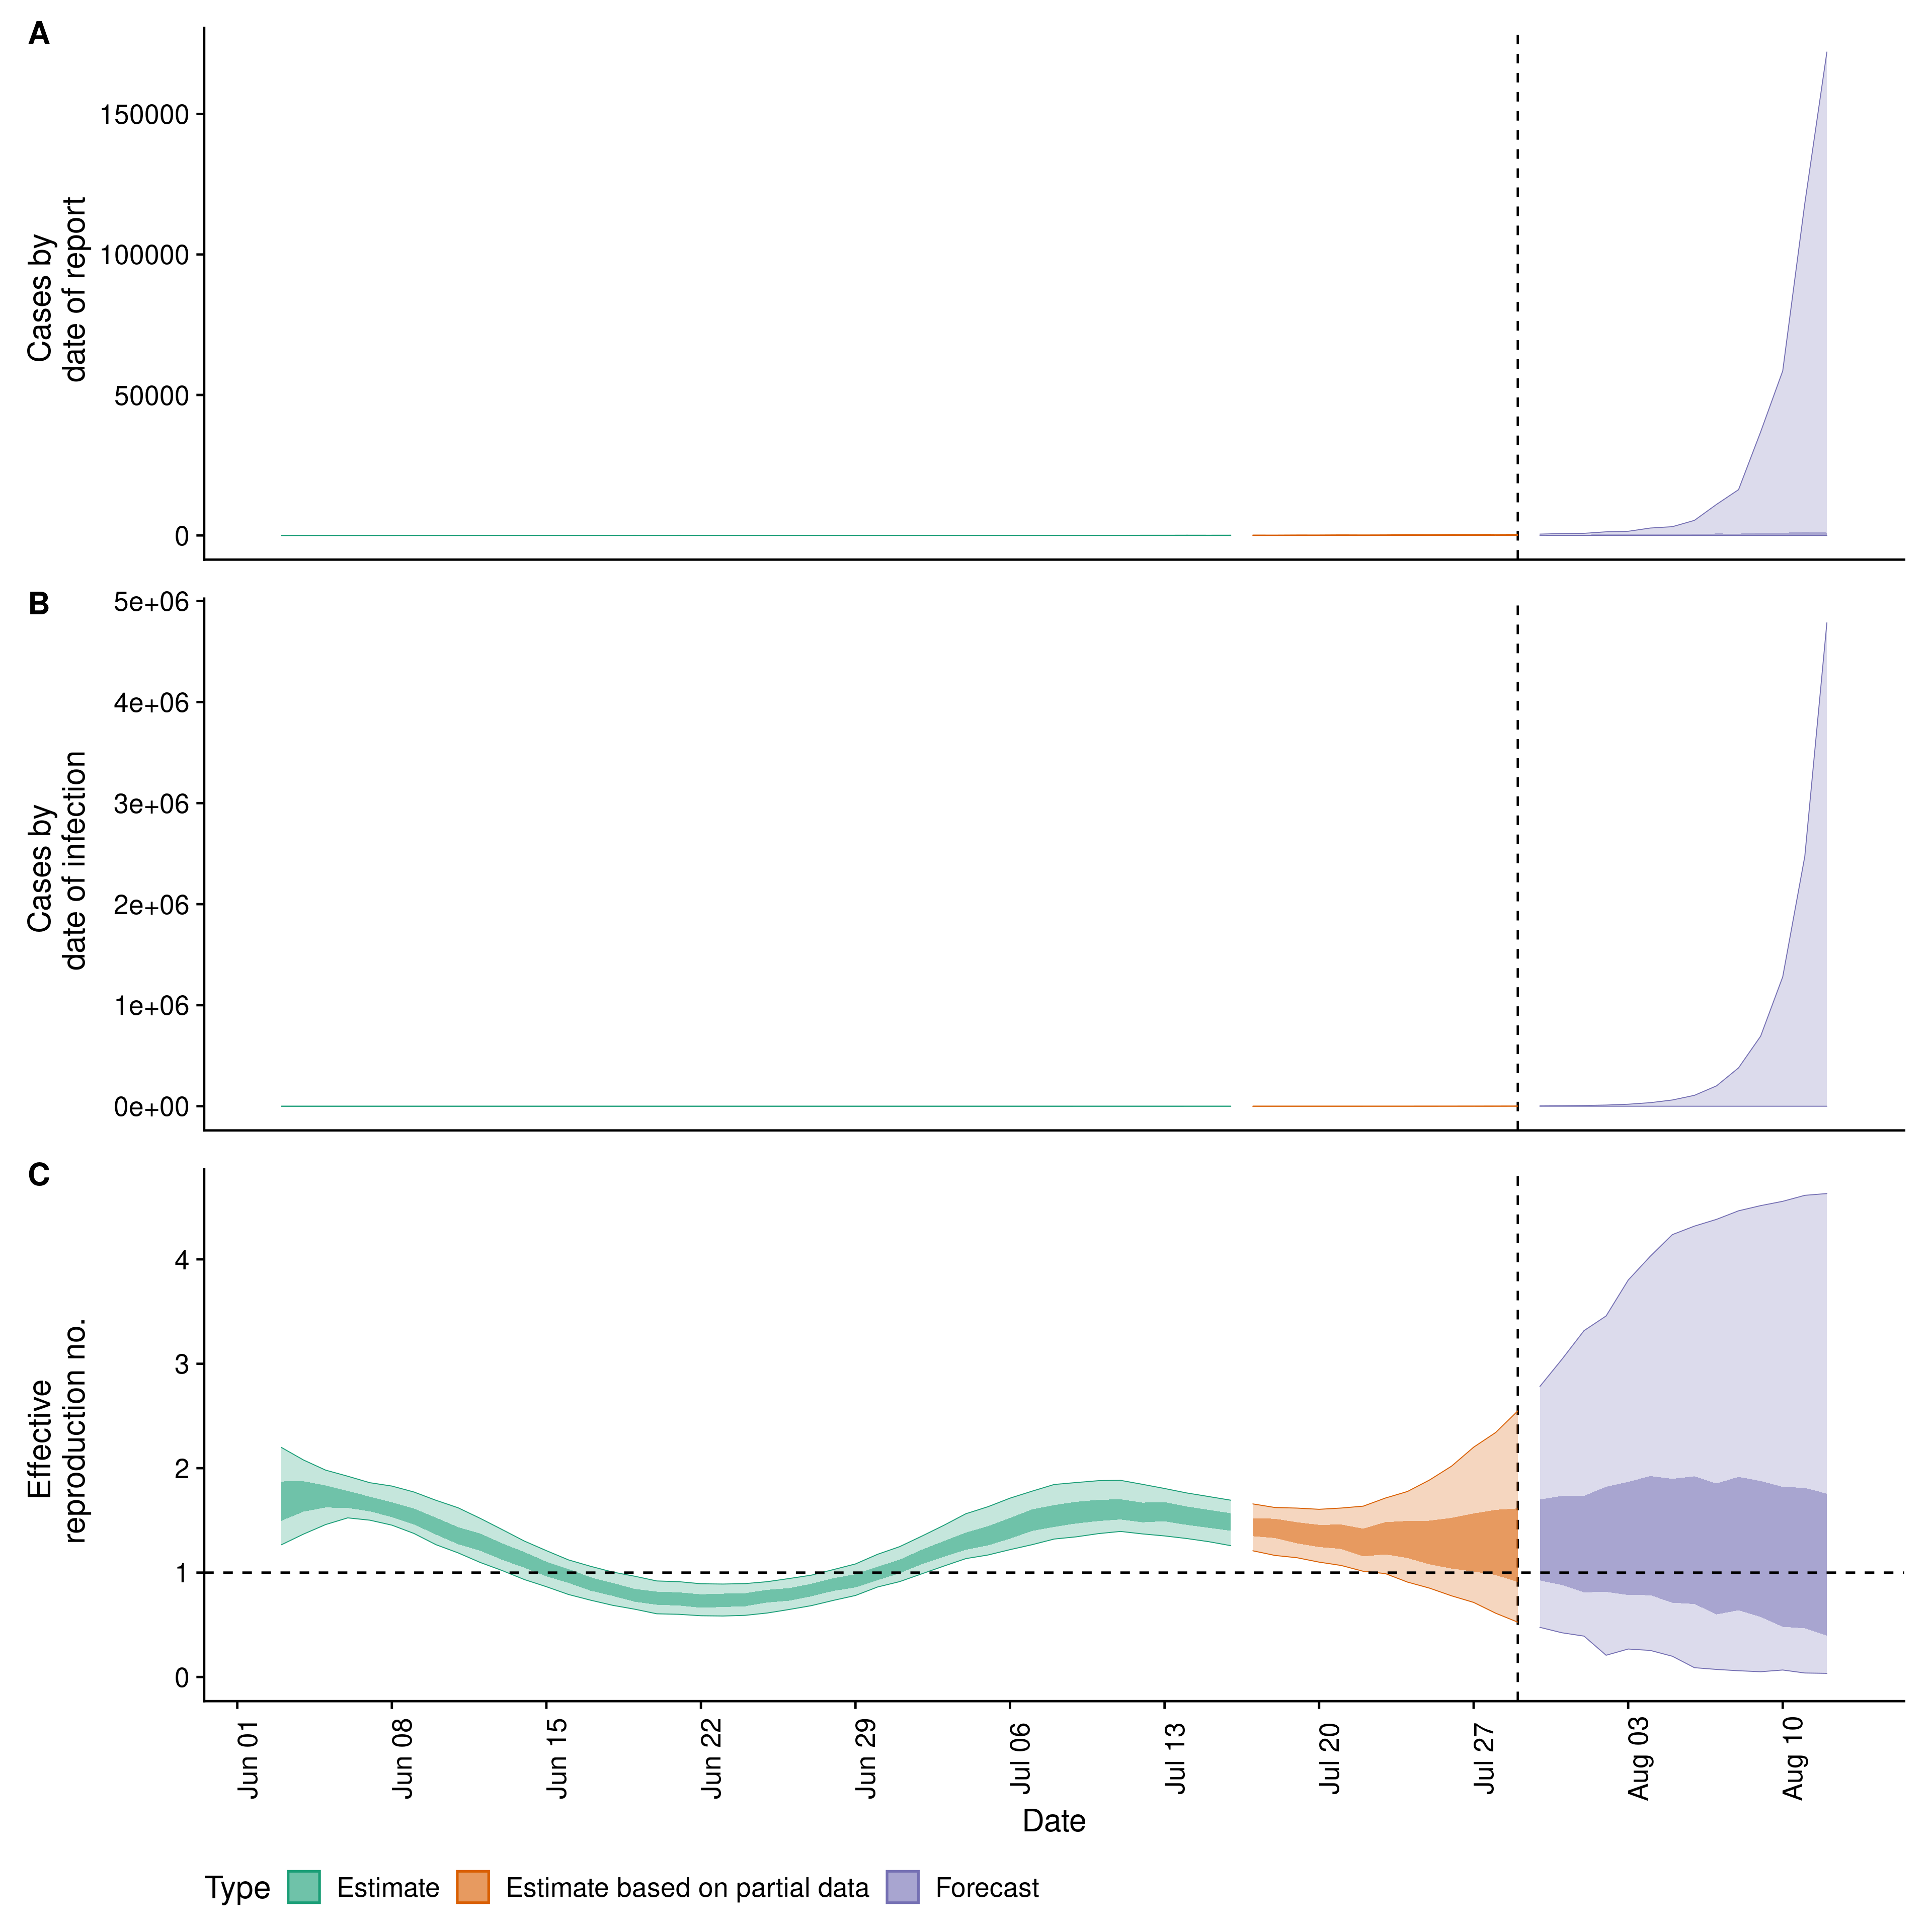 A
Cases by
date of report
150000
100000
50000
0
B
Cases by
date of infection
5e+06
4e+06
3e+06
2e+06
1e+06
0e+00
C
Effective
reproduction no.
4
3
2
1
0
Jun 01
Jun 08
Jun 15
Jun 22
Jun 29
Jul 06
Jul 13
Jul 20
Jul 27
Aug 03
Aug 10
Date
Type Estimate Estimate based on partial data Forecast